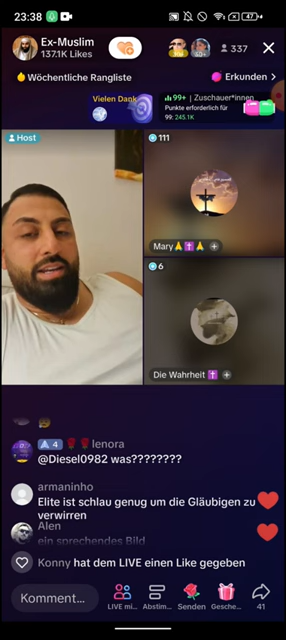 23:08
47
Ex-Muslim
137.1K Likes
337
Wöchentliche Rangliste
Erkunden >
Vielen Dank
99+ | Zuschauer*innen
Punkte erforderlich für
99: 245.1K
Host
111
Mary🙏✝️🙏
6
Die Wahrheit ✝️
4 🌹🌹lenora
@Diesel0982 was????????
armaninho
Elite ist schlau genug um die Gläubigen zu
verwirren
Alen
ein sprechendes Bild
Konny hat dem LIVE einen Like gegeben
Komment...
LIVE mi...
Abstim...
Senden
Gesche...
41